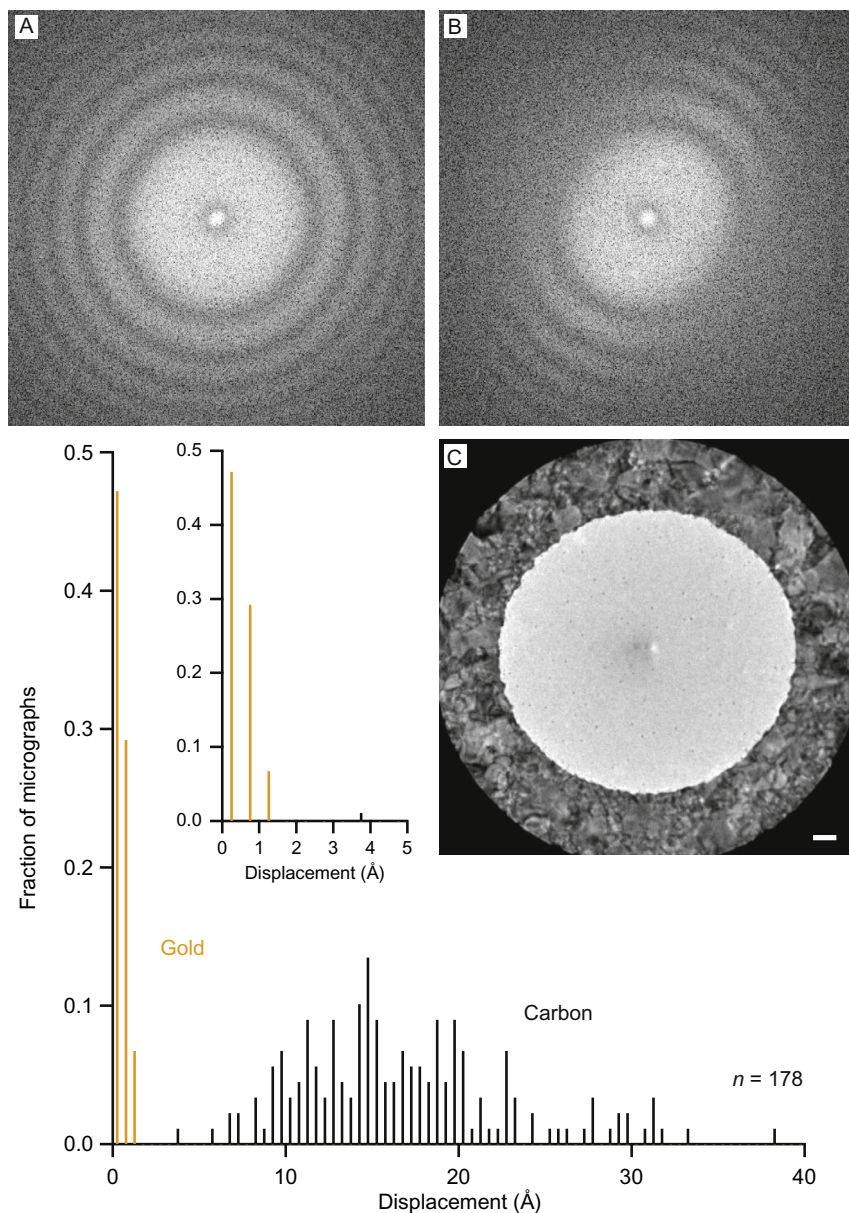 A
B
C
0.5
0.4
0.3
0.2
0.1
0.0
Fraction of micrographs
0.5
0.4
0.3
0.2
0.1
0.0
0 1 2 3 4 5
Displacement (Å)
Gold
Carbon
n = 178
0 10 20 30 40
Displacement (Å)